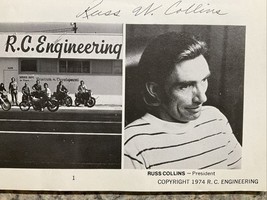 Russ W. Collins
R.C. Engineering
RUSS COLLINS — President
1
COPYRIGHT 1974 R. C. ENGINEERING